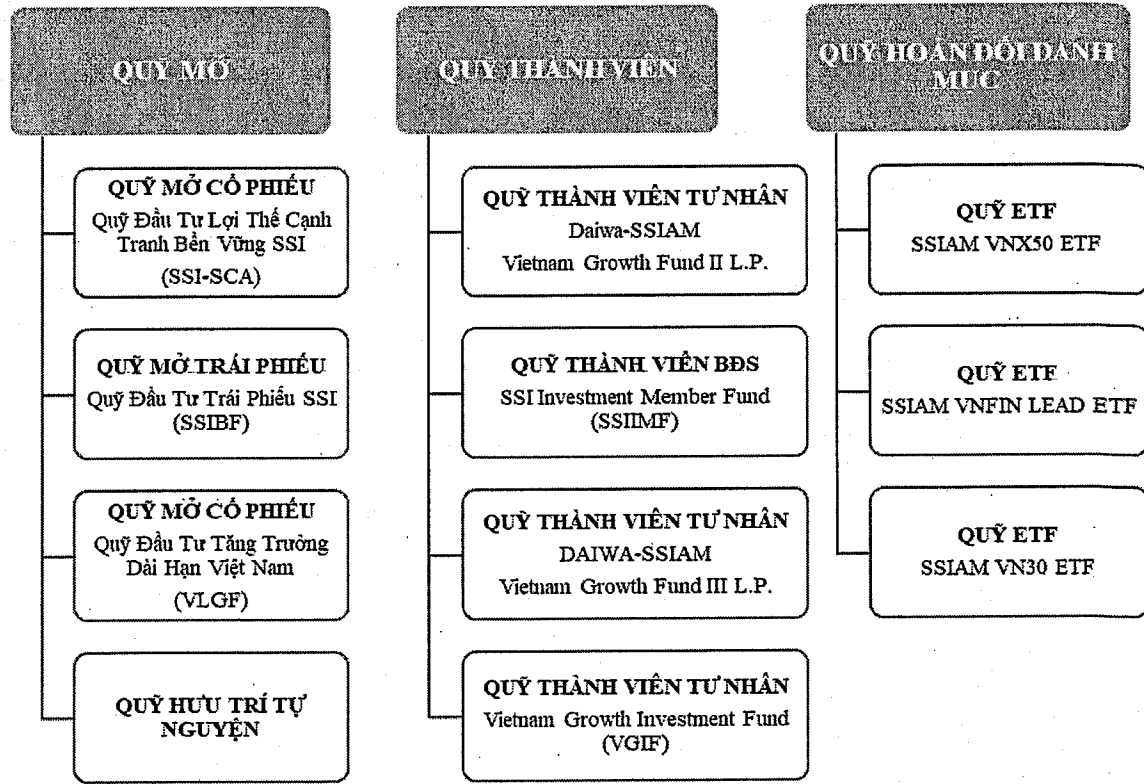 QUỸ MỞ
QUỸ MỞ CỔ PHIẾU
Quỹ Đầu Tư Lợi Thế Cạnh
Tranh Bền Vững SSI
(SSI-SCA)
QUỸ MỞ TRÁI PHIẾU
Quỹ Đầu Tư Trái Phiếu SSI
(SSIBF)
QUỸ MỞ CỔ PHIẾU
Quỹ Đầu Tư Tăng Trưởng
Dài Hạn Việt Nam
(VLGF)
QUỸ HƯU TRÍ TỰ
NGUYỆN
QUỸ THÀNH VIÊN
QUỸ THÀNH VIÊN TƯ NHÂN
Daiwa-SSIAM
Vietnam Growth Fund II L.P.
QUỸ THÀNH VIÊN BĐS
SSI Investment Member Fund
(SSIIMF)
QUỸ THÀNH VIÊN TƯ NHÂN
DAIWA-SSIAM
Vietnam Growth Fund III L.P.
QUỸ THÀNH VIÊN TƯ NHÂN
Vietnam Growth Investment Fund
(VGIF)
QUỸ HOÁN ĐỔI DANH
MỤC
QUỸ ETF
SSIAM VNX50 ETF
QUỸ ETF
SSIAM VNFIN LEAD ETF
QUỸ ETF
SSIAM VN30 ETF